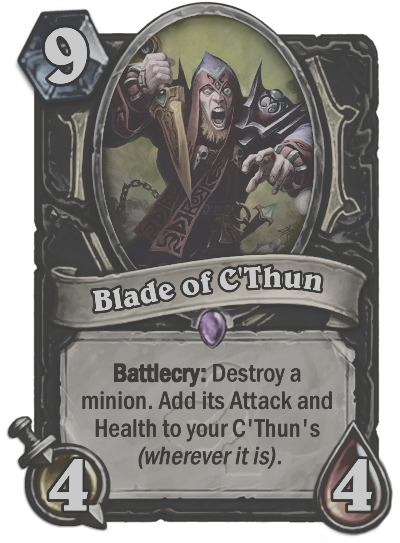 9
Blade of C'Thun
Battlecry: Destroy a
minion. Add its Attack and
Health to your C'Thun's
(wherever it is).
4
4